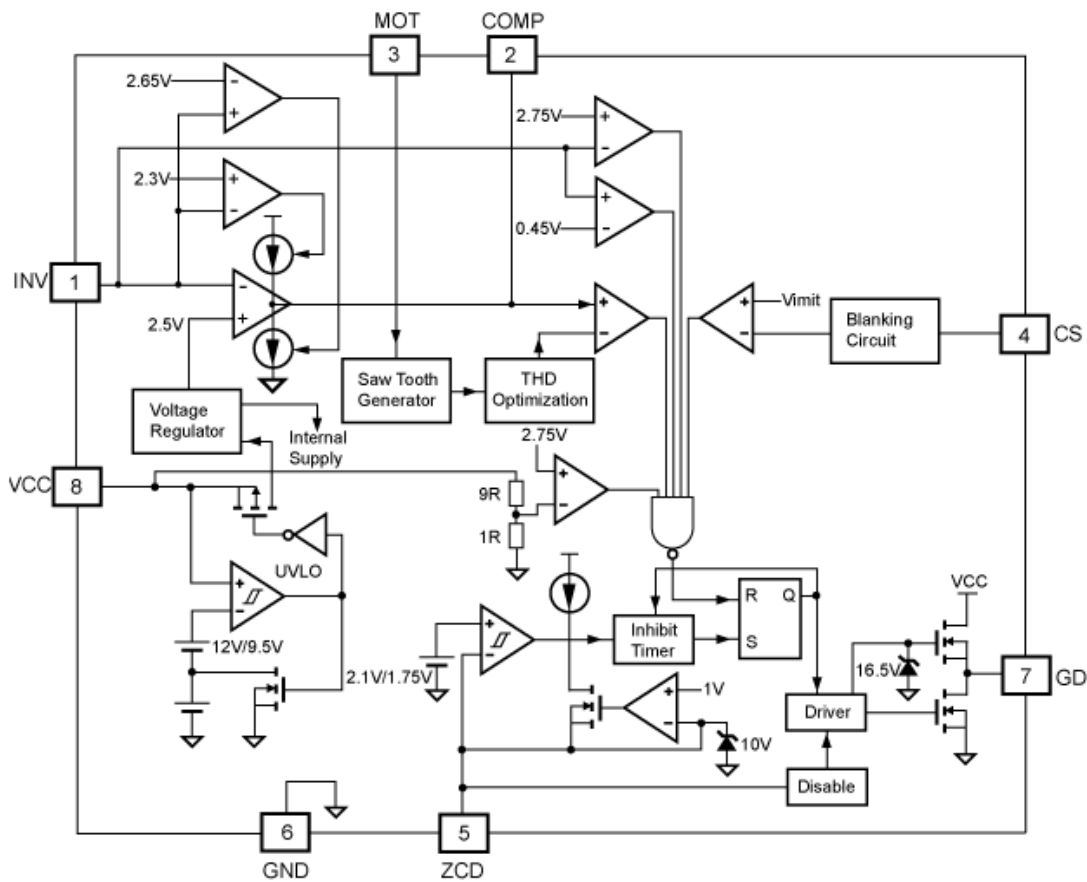 MOT COMP
3 2
2.65V - +
2.75V + -
2.3V + -
+ 0.45V -
INV 1
- 2.5V +
+ -
+ Vimit -
Blanking Circuit
4 CS
Saw Tooth Generator
THD Optimization
Voltage Regulator
Internal Supply
2.75V
VCC 8
+ -
9R
1R
UVLO
+ -
12V/9.5V
+ -
2.1V/1.75V
Inhibit Timer
R Q
S
VCC
1V
+ -
10V
16.5V
Driver
7 GD
Disable
6 5
GND ZCD